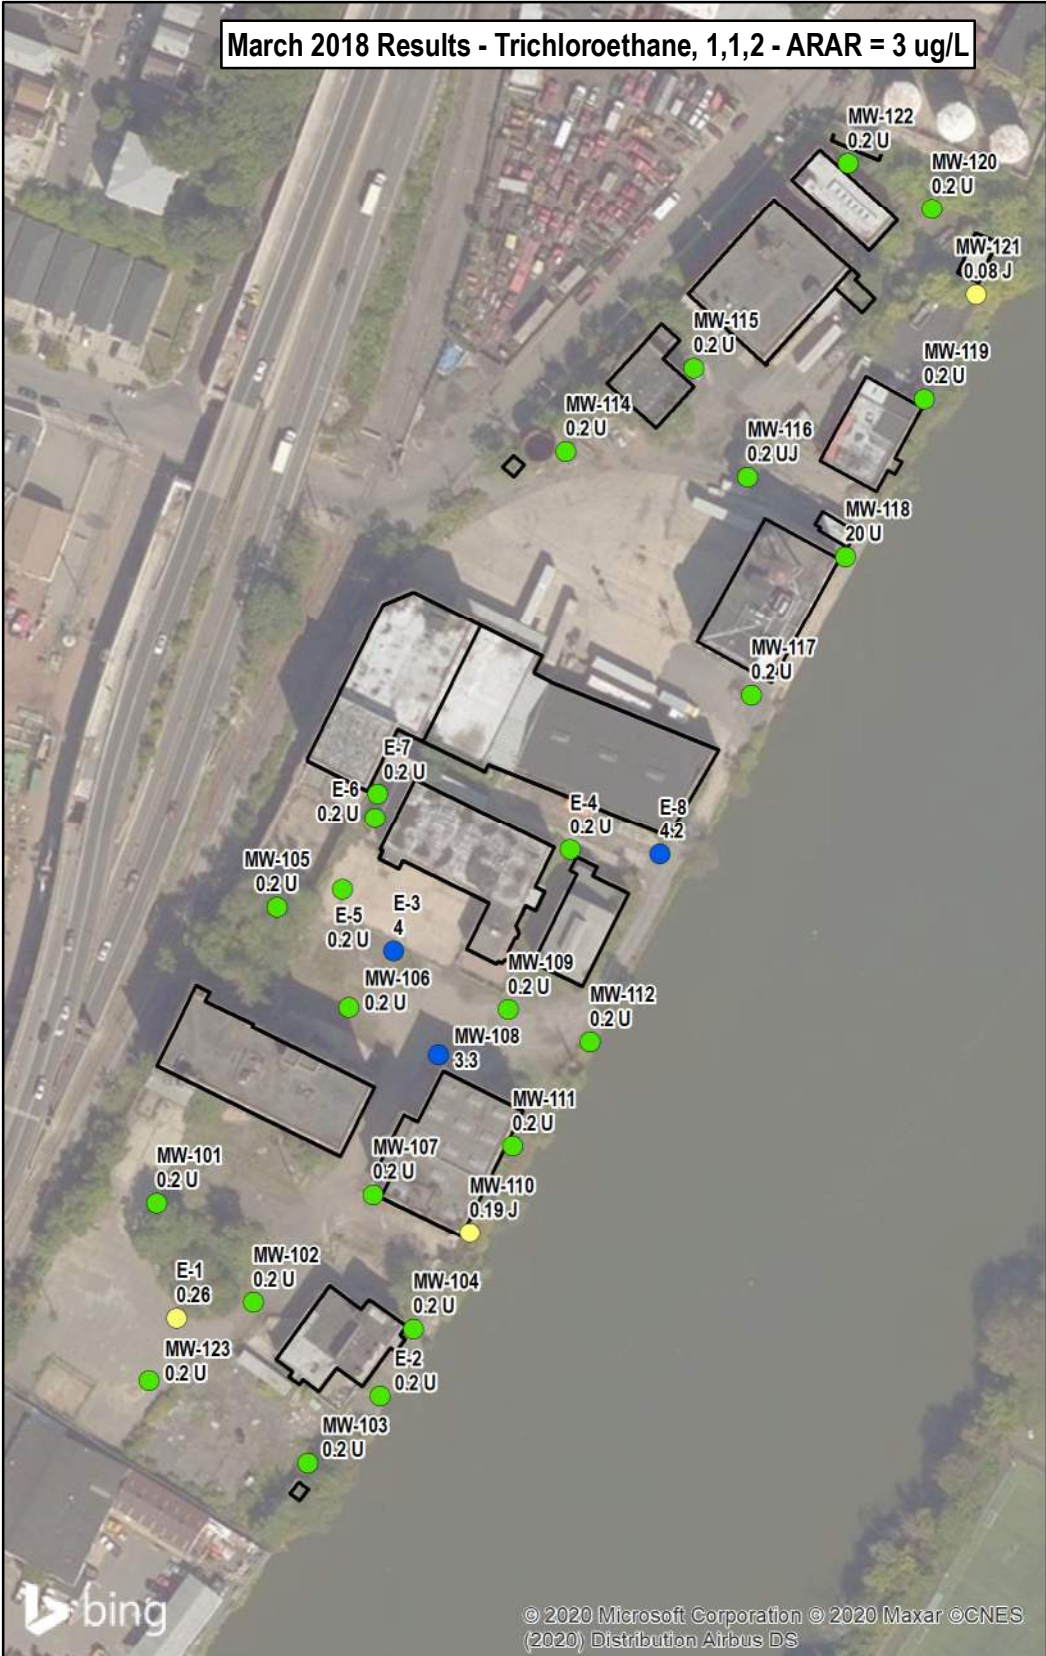 March 2018 Results - Trichloroethane, 1,1,2 - ARAR = 3 ug/L
MW-122
0.2 U
MW-120
0.2 U
MW-121
0.08 J
MW-115
0.2 U
MW-119
0.2 U
MW-114
0.2 U
MW-116
0.2 UJ
MW-118
20 U
MW-117
0.2 U
E-7
0.2 U
E-6
0.2 U
E-4
0.2 U
E-8
4.2
MW-105
0.2 U
E-5
0.2 U
E-3
4
MW-106
0.2 U
MW-109
0.2 U
MW-112
0.2 U
MW-108
3.3
MW-111
0.2 U
MW-107
0.2 U
MW-101
0.2 U
MW-110
0.19 J
MW-102
0.2 U
E-1
0.26
MW-104
0.2 U
MW-123
0.2 U
E-2
0.2 U
MW-103
0.2 U
bing
© 2020 Microsoft Corporation © 2020 Maxar ©CNES
(2020) Distribution Airbus DS